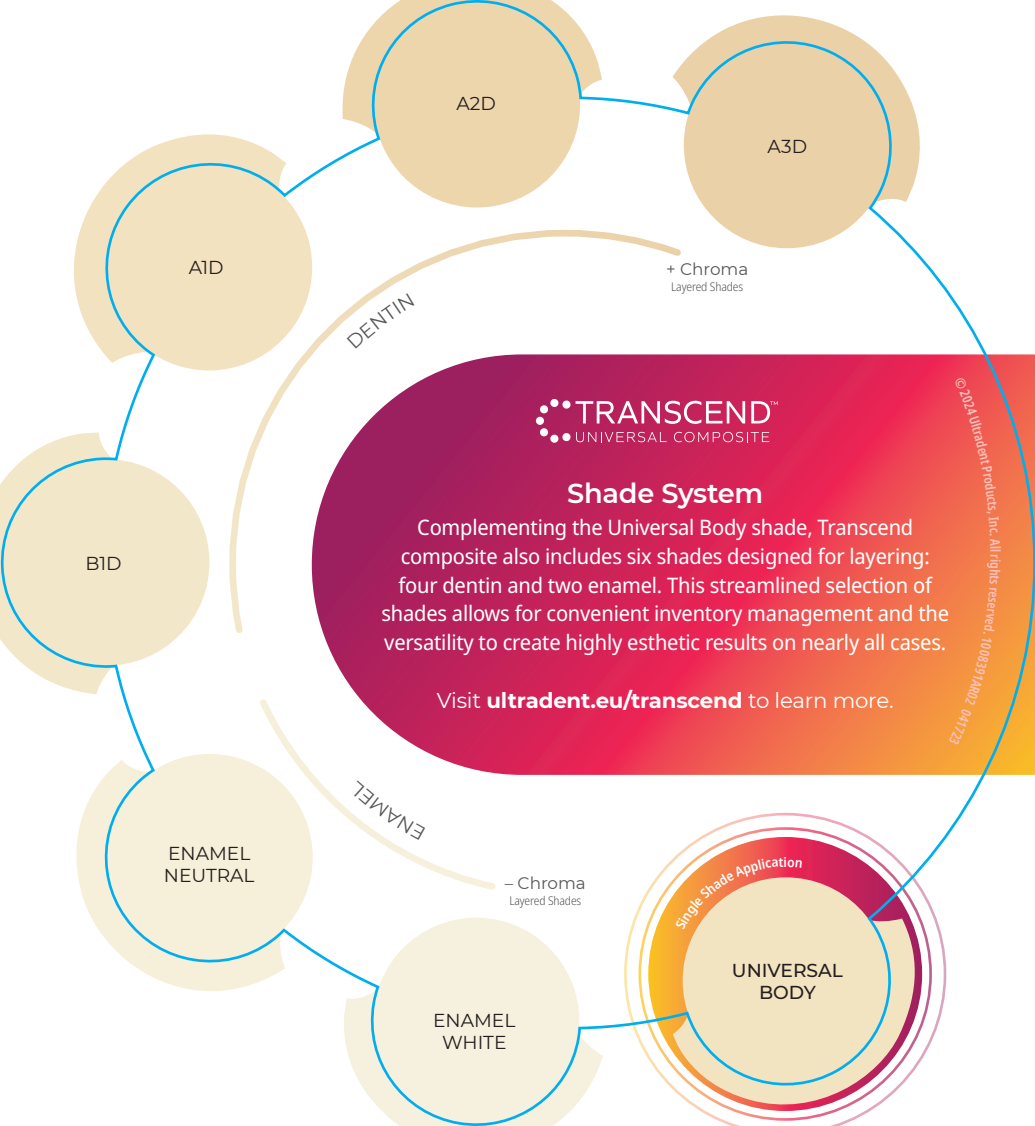 A2D
A3D
A1D
+ Chroma
Layered Shades
DENTIN
TRANSCEND™
UNIVERSAL COMPOSITE
Shade System
Complementing the Universal Body shade, Transcend
composite also includes six shades designed for layering:
four dentin and two enamel. This streamlined selection of
shades allows for convenient inventory management and the
versatility to create highly esthetic results on nearly all cases.
Visit ultradent.eu/transcend to learn more.
© 2024 Ultradent Products, Inc. All rights reserved. 1008391AR02 041723
B1D
ENAMEL
ENAMEL
NEUTRAL
– Chroma
Layered Shades
Single Shade Application
UNIVERSAL
BODY
ENAMEL
WHITE